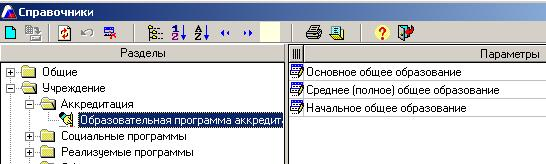 Справочники
Разделы
Параметры
Общие
Учреждение
Аккредитация
Образовательная программа аккредит
Социальные программы
Реализуемые программы
Основное общее образование
Среднее (полное) общее образование
Начальное общее образование